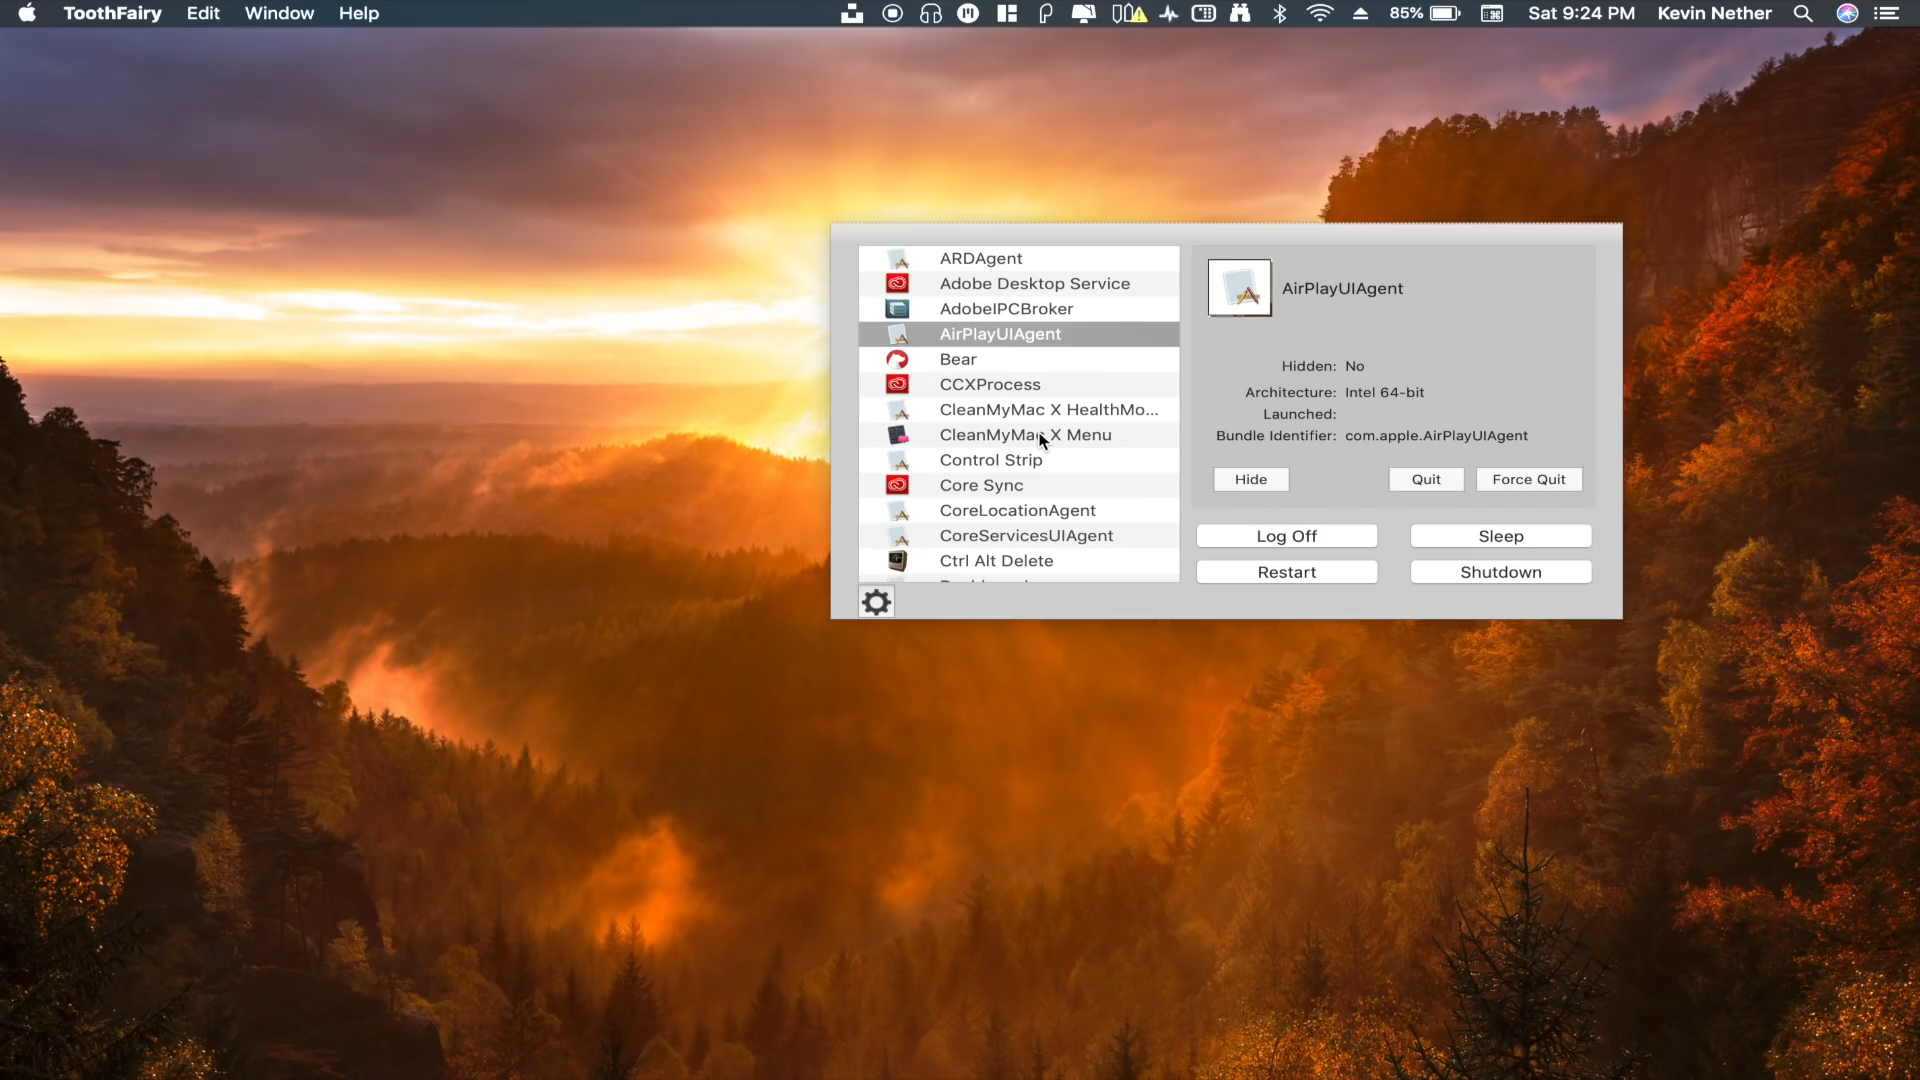 ToothFairy Edit Window Help 85% Sat 9:24 PM Kevin Nether
ARDAgent
Adobe Desktop Service
AdobeIPCBroker
AirPlayUIAgent
Bear
CCXProcess
CleanMyMac X HealthMo...
CleanMyMac X Menu
Control Strip
Core Sync
CoreLocationAgent
CoreServicesUIAgent
Ctrl Alt Delete
AirPlayUIAgent
Hidden: No
Architecture: Intel 64-bit
Launched:
Bundle Identifier: com.apple.AirPlayUIAgent
Hide Quit Force Quit
Log Off Sleep
Restart Shutdown